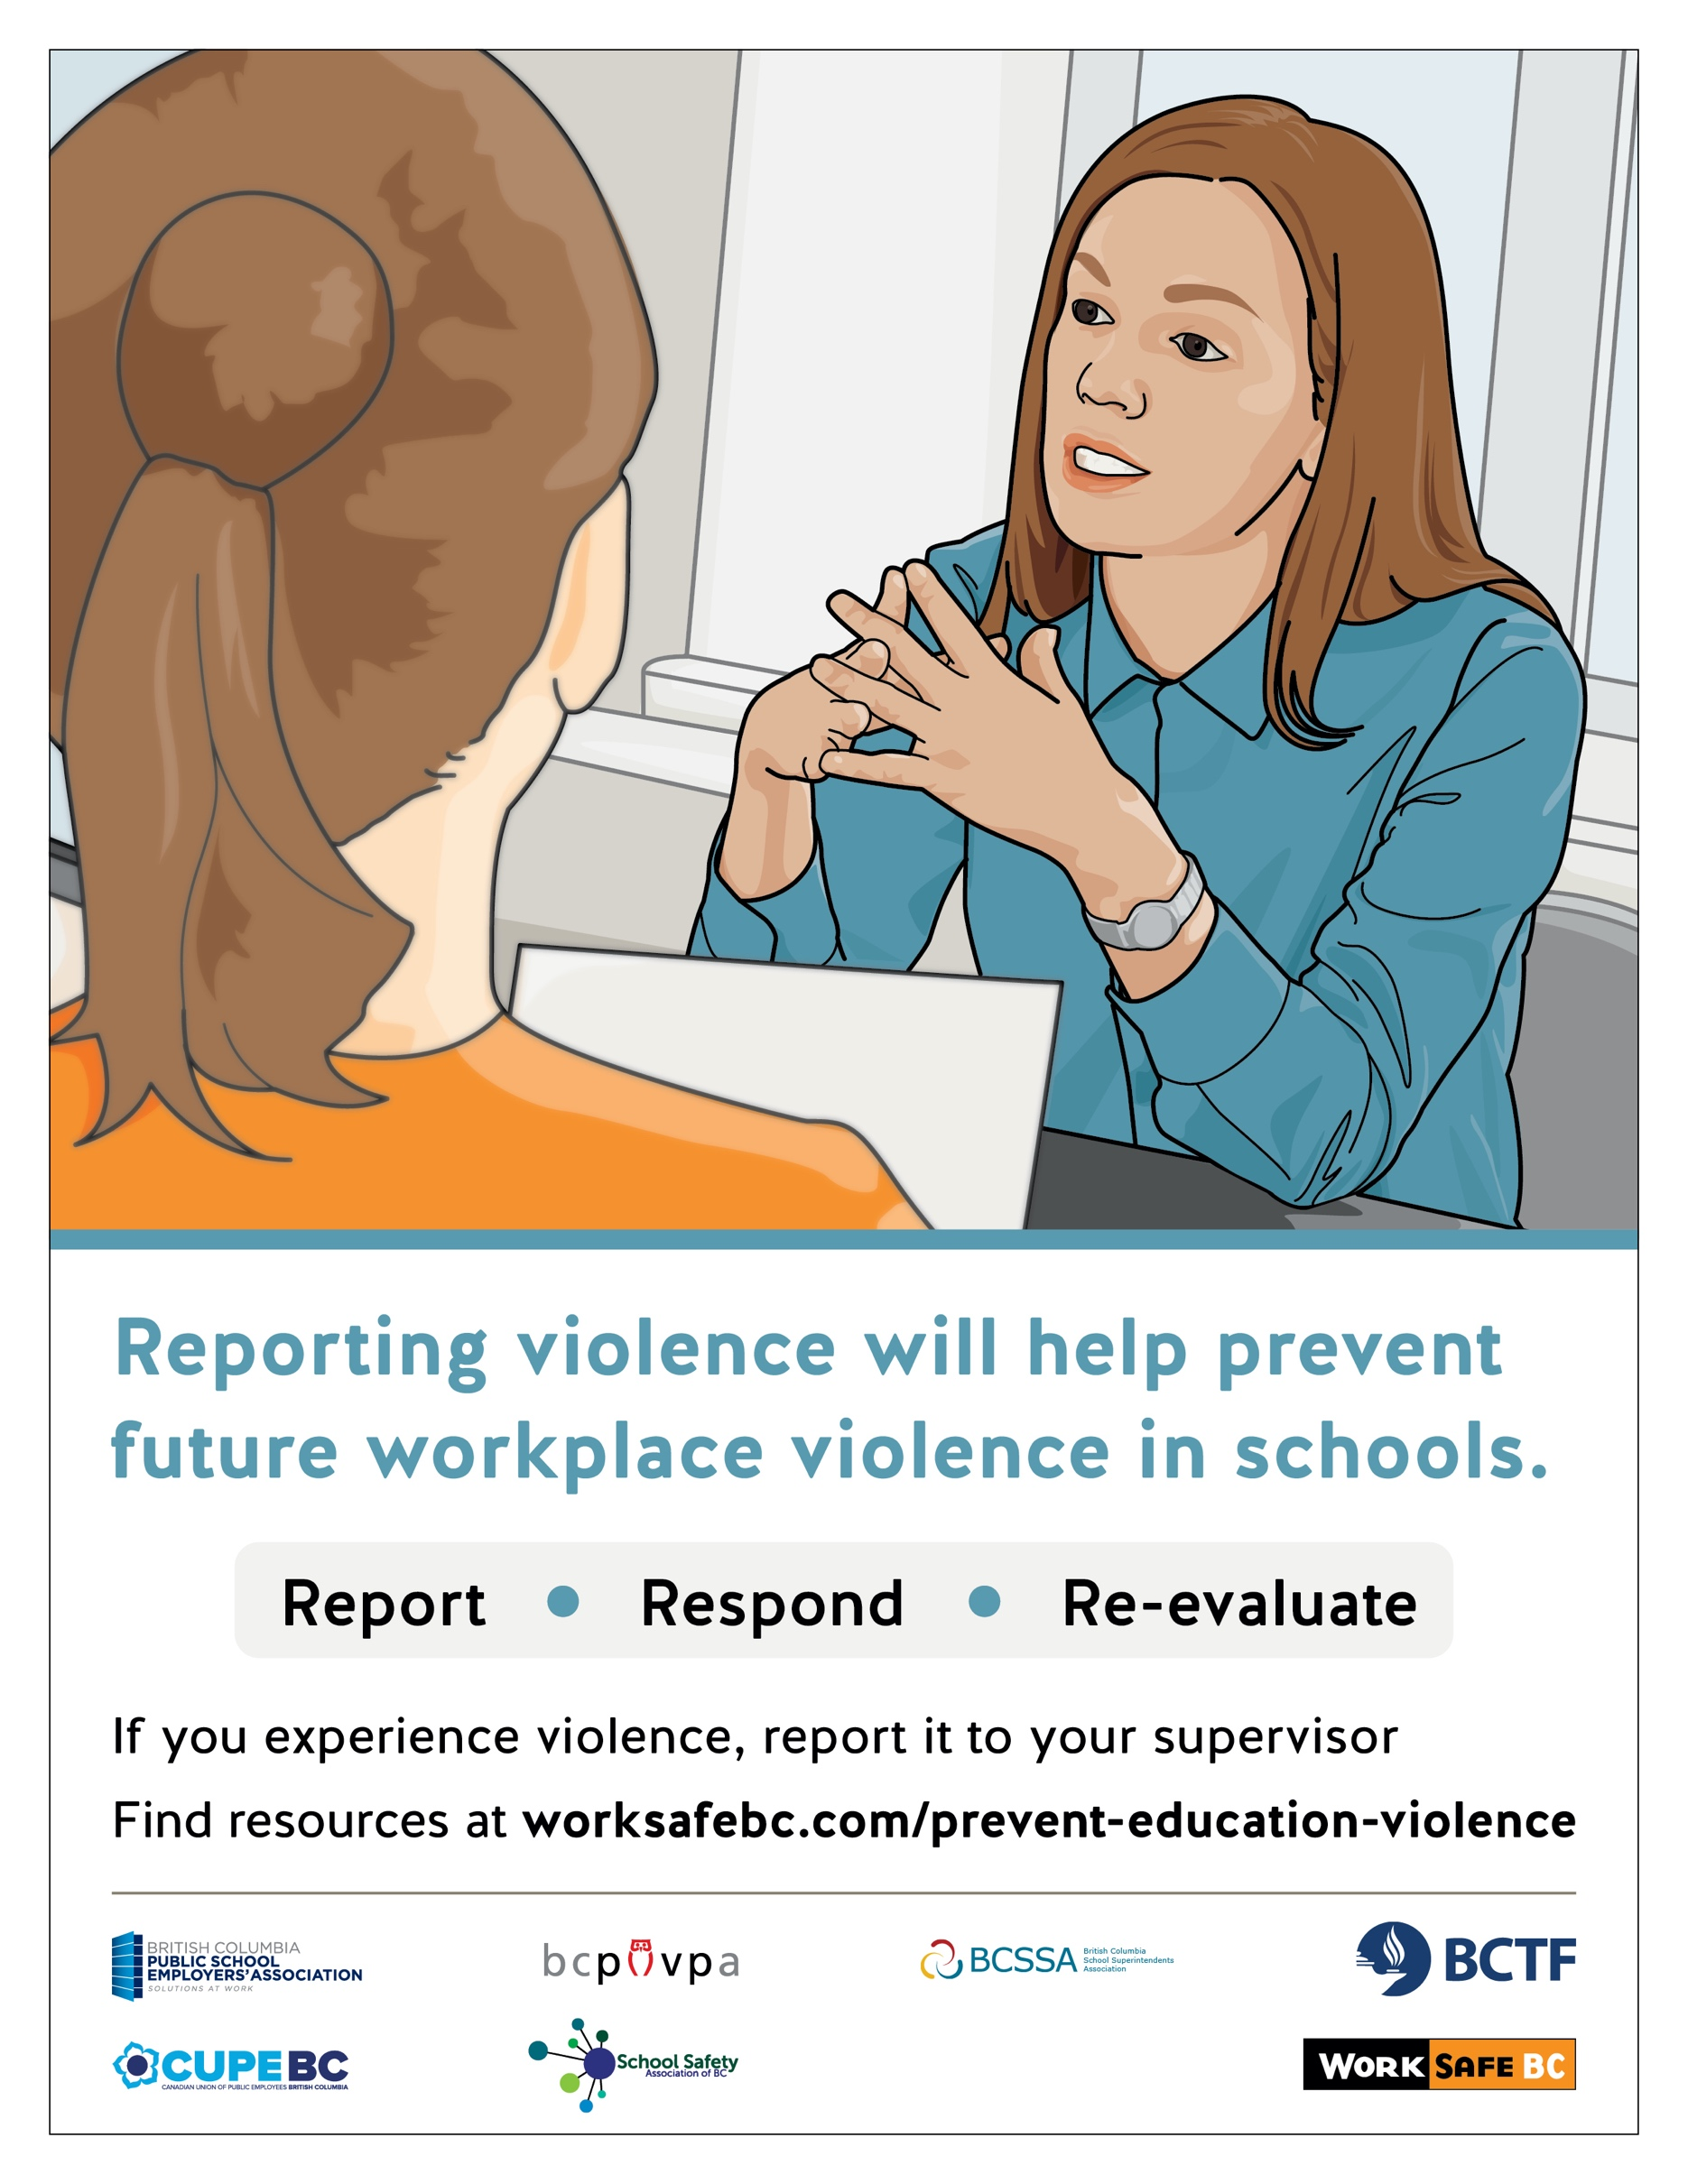 Reporting violence will help prevent
future workplace violence in schools.
Report • Respond • Re-evaluate
If you experience violence, report it to your supervisor
Find resources at worksafebc.com/prevent-education-violence
BRITISH COLUMBIA
PUBLIC SCHOOL
EMPLOYERS' ASSOCIATION
SOLUTIONS AT WORK
bcpvpa
BCSSA
British Columbia
School Superintendents
Association
BCTF
CUPE BC
CANADIAN UNION OF PUBLIC EMPLOYEES BRITISH COLUMBIA
School Safety
Association of BC
WORK SAFE BC